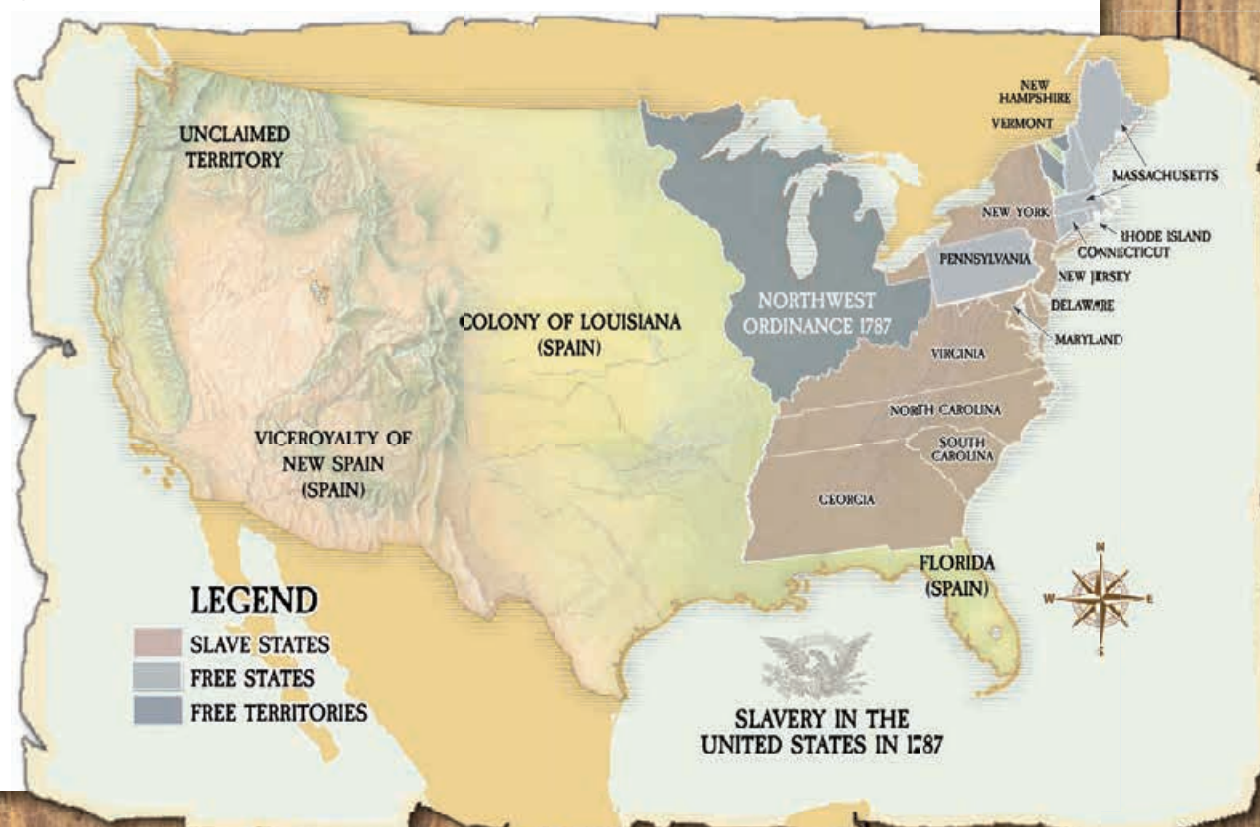 UNCLAIMED
TERRITORY
NEW
HAMPSHIRE
VERMONT
MASSACHUSETTS
NEW YORK
RHODE ISLAND
CONNECTICUT
PENNSYLVANIA
NEW JERSEY
DELAWARE
MARYLAND
NORTHWEST
ORDINANCE 1787
COLONY OF LOUISIANA
(SPAIN)
VIRGINIA
NORTH CAROLINA
SOUTH
CAROLINA
VICEROYALTY OF
NEW SPAIN
(SPAIN)
GEORGIA
FLORIDA
(SPAIN)
N
W
E
S
LEGEND
SLAVE STATES
FREE STATES
FREE TERRITORIES
SLAVERY IN THE
UNITED STATES IN 1787